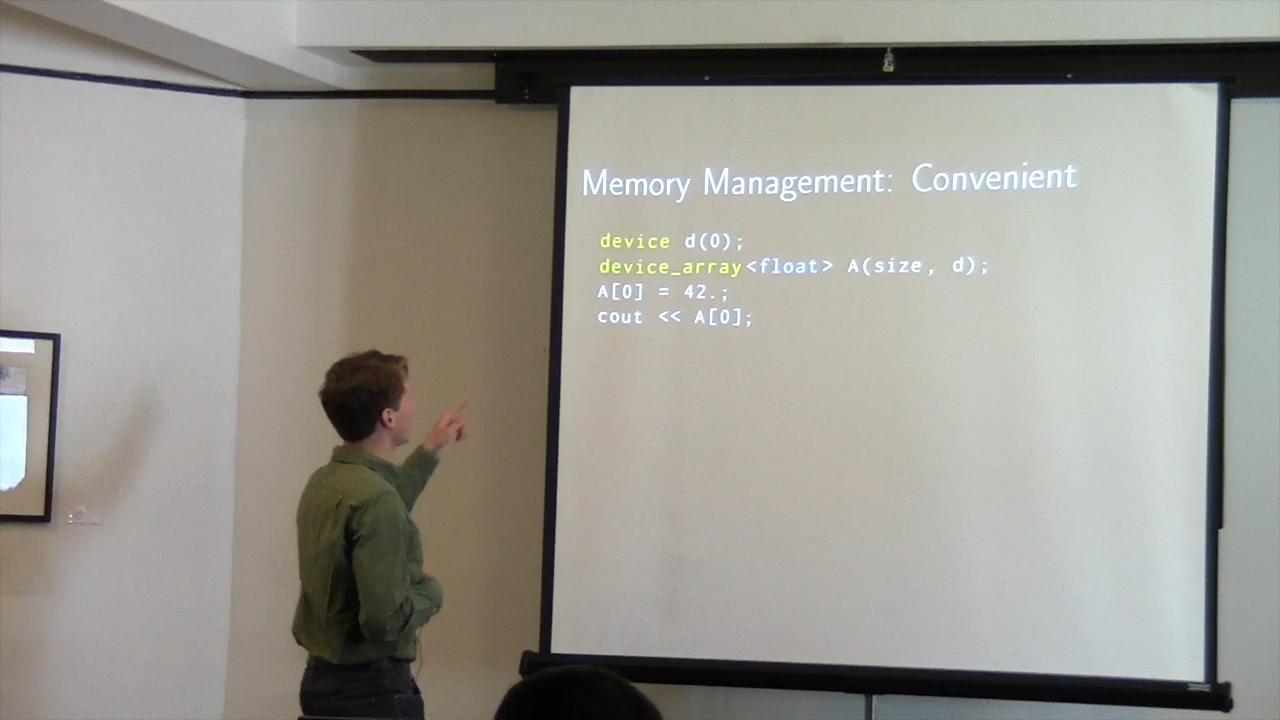 Memory Management: Convenient
device d(0);
device_array<float> A(size, d);
A[0] = 42.;
cout << A[0];